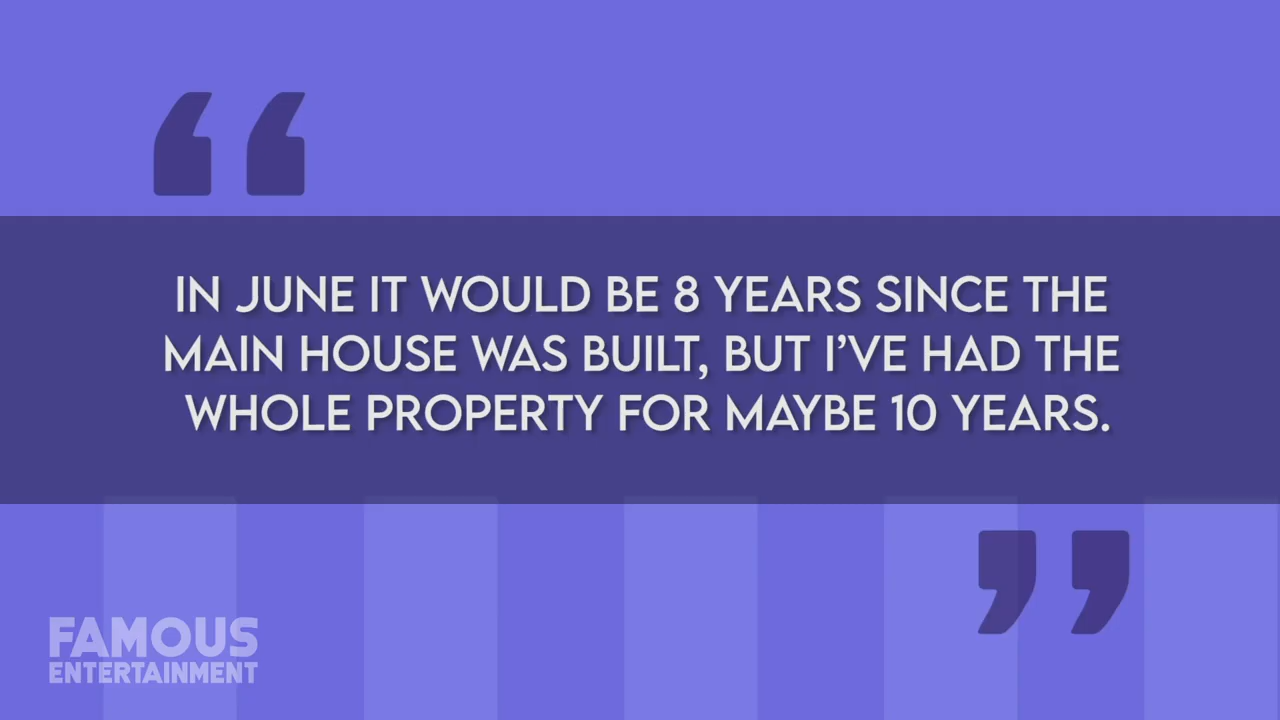 “
IN JUNE IT WOULD BE 8 YEARS SINCE THE
MAIN HOUSE WAS BUILT, BUT I’VE HAD THE
WHOLE PROPERTY FOR MAYBE 10 YEARS.
”
FAMOUS
ENTERTAINMENT